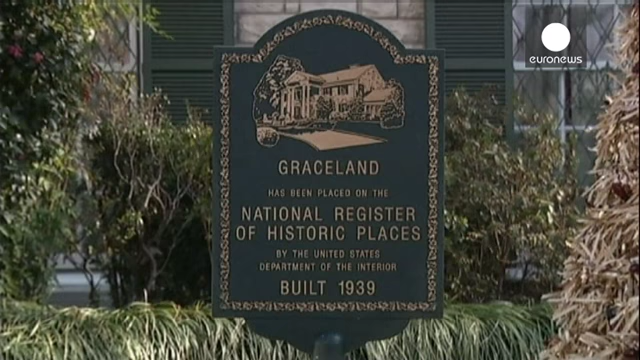 euronews
GRACELAND
HAS BEEN PLACED ON THE
NATIONAL REGISTER
OF HISTORIC PLACES
BY THE UNITED STATES
DEPARTMENT OF THE INTERIOR
BUILT 1939